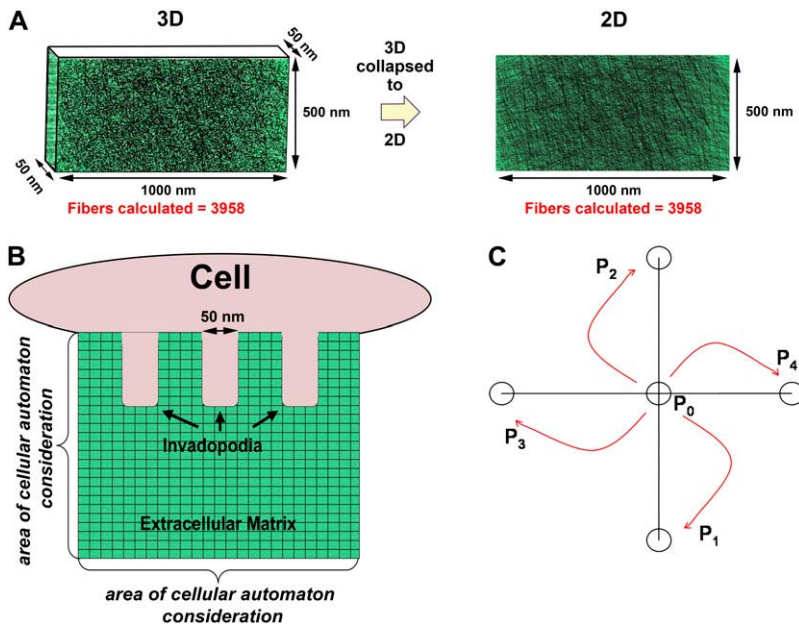 A
3D
50 nm
500 nm
50 nm
1000 nm
Fibers calculated = 3958
3D
collapsed
to
2D
2D
500 nm
1000 nm
Fibers calculated = 3958
B
Cell
50 nm
Invadopodia
Extracellular Matrix
area of cellular automaton
consideration
area of cellular automaton
consideration
C
P2
P4
P0
P3
P1